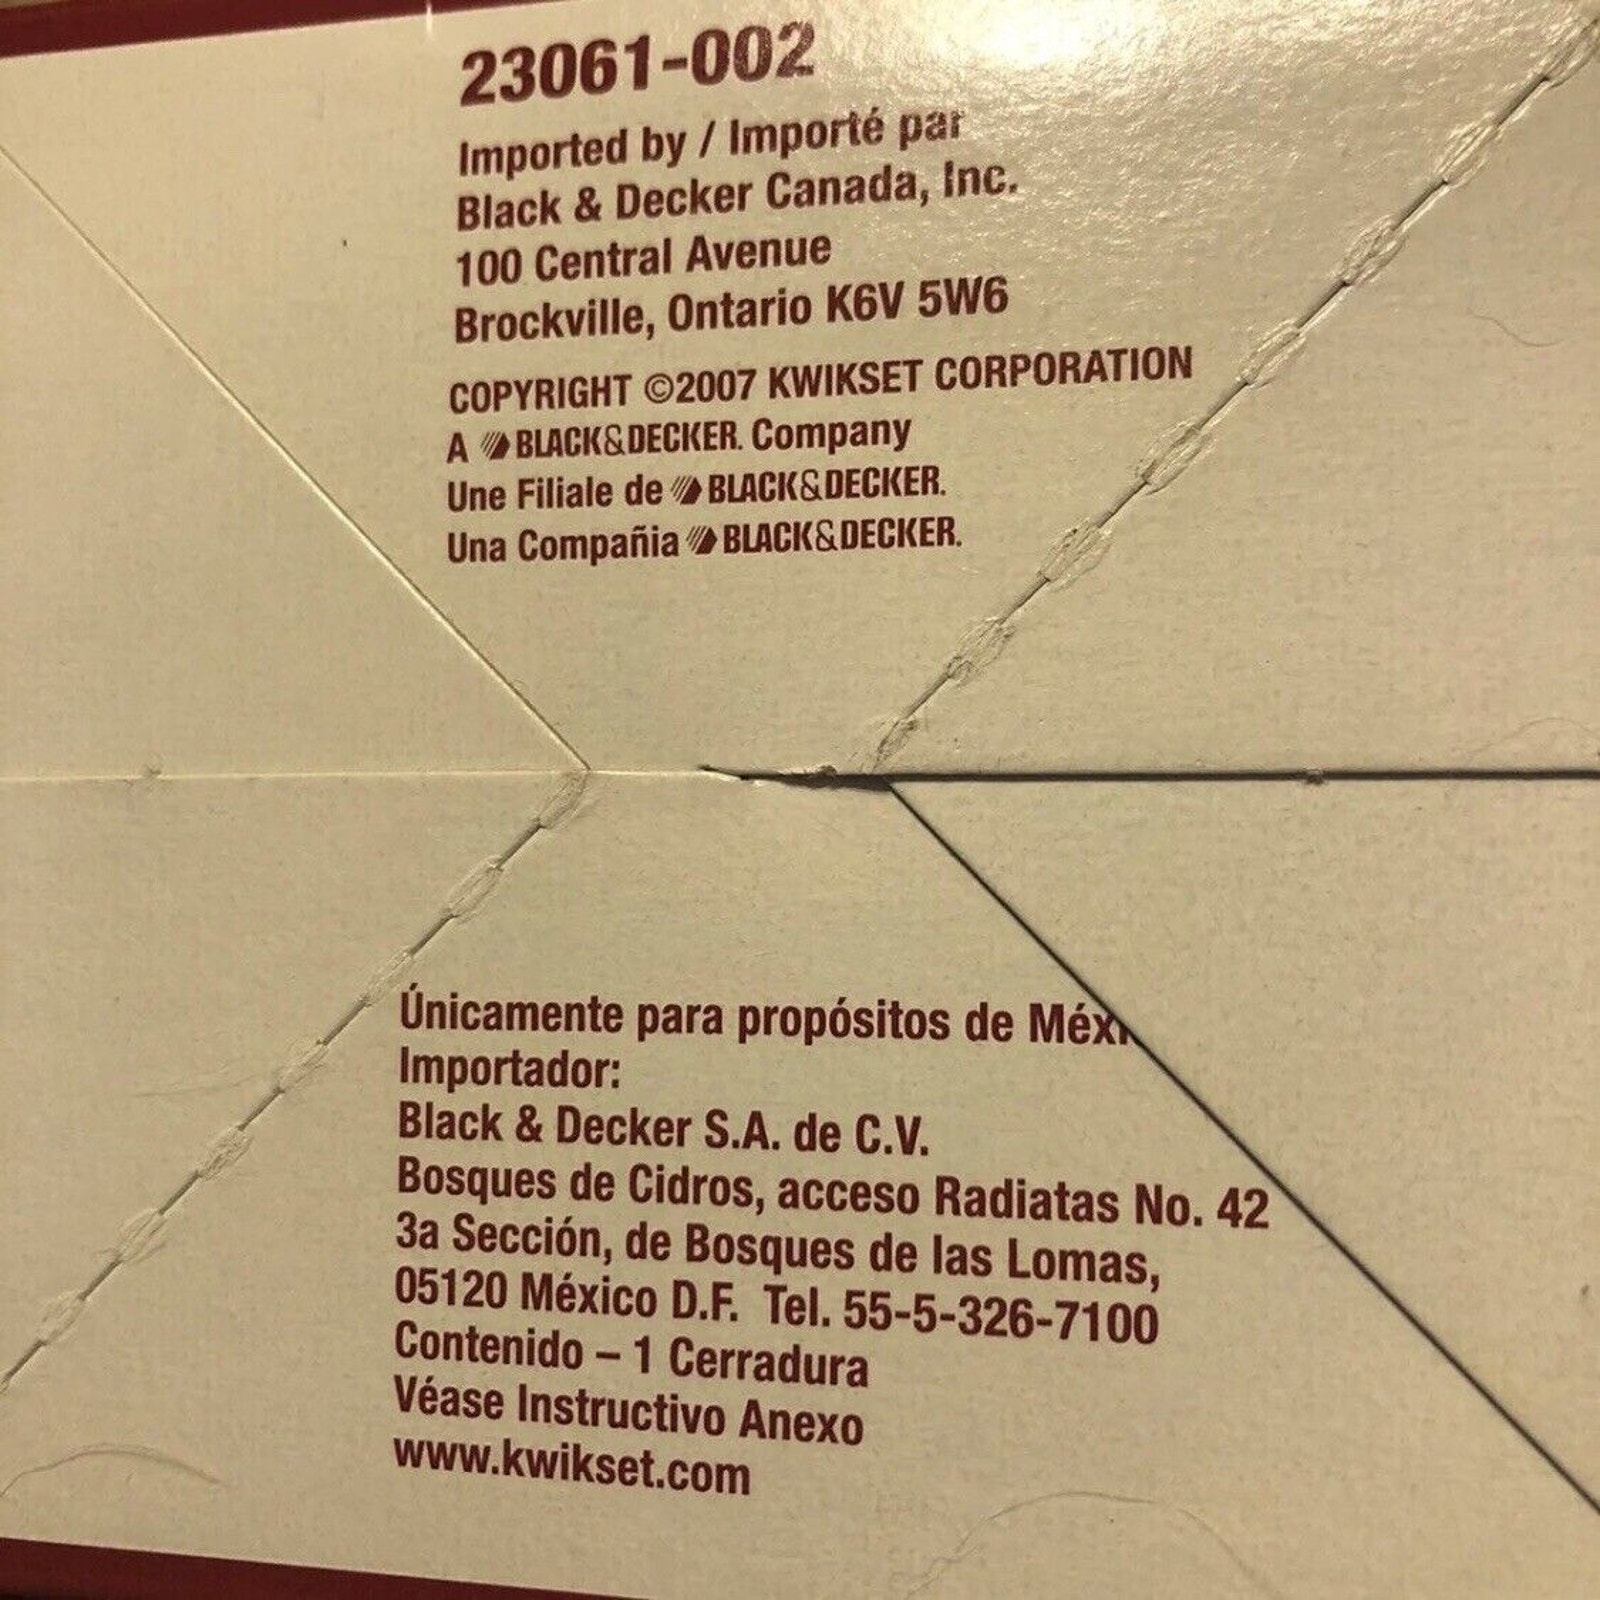 23061-002
Imported by / Importé par
Black & Decker Canada, Inc.
100 Central Avenue
Brockville, Ontario K6V 5W6
COPYRIGHT ©2007 KWIKSET CORPORATION
A BLACK&DECKER. Company
Une Filiale de BLACK&DECKER.
Una Compañia BLACK&DECKER.
Únicamente para propósitos de
Importador:
Black & Decker S.A. de C.V.
Bosques de Cidros, acceso Radiatas No. 42
3a Sección, de Bosques de las Lomas,
05120 México D.F. Tel. 55-5-326-7100
Contenido – 1 Cerradura
Véase Instructivo Anexo
www.kwikset.com